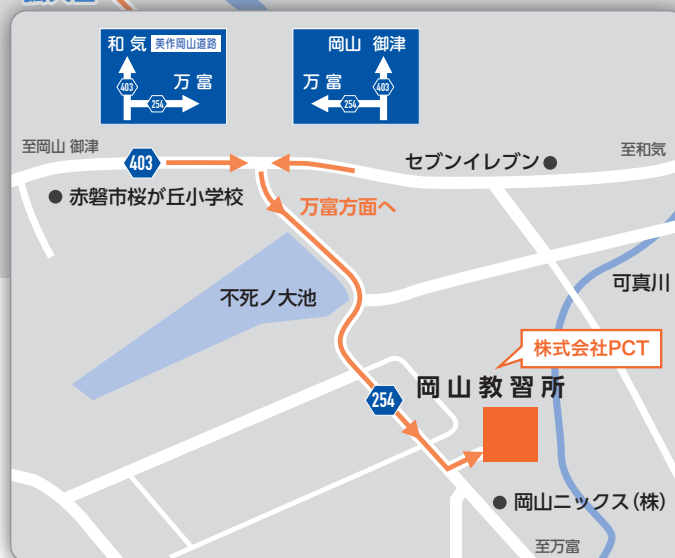 和気 美作岡山道路
403
万富
254
岡山 御津
万富
403
254
至岡山 御津
403
セブンイレブン
至和気
赤磐市桜が丘小学校
万富方面へ
不死ノ大池
可真川
株式会社PCT
岡山教習所
254
岡山ニックス(株)
至万富